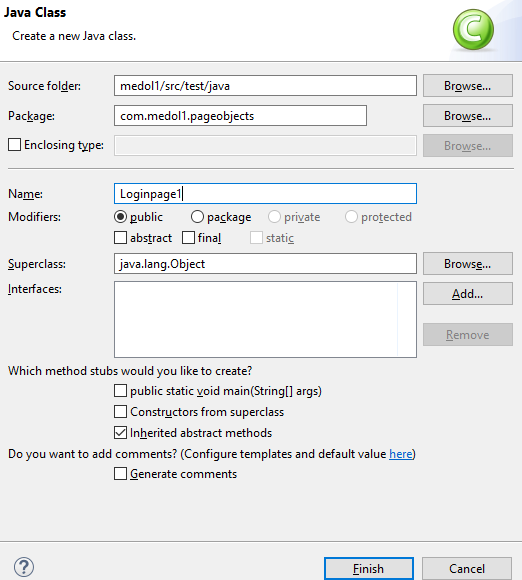 Java Class
Create a new Java class.
C
Source folder: medol1/src/test/java Browse...
Package: com.medol1.pageobjects Browse...
Enclosing type: Browse...
Name: Loginpage1
Modifiers: public package private protected
abstract final static
Superclass: java.lang.Object Browse...
Interfaces: Add...
Remove
Which method stubs would you like to create?
public static void main(String[] args)
Constructors from superclass
Inherited abstract methods
Do you want to add comments? (Configure templates and default value here)
Generate comments
? Finish Cancel